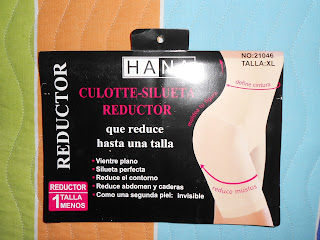 NO:21046
TALLA:XL
HANA
CULOTTE-SILUETA
REDUCTOR
que reduce
hasta una talla
• Vientre plano
• Silueta perfecta
• Reduce el contorno
• Reduce abdomen y caderas
• Como una segunda piel: invisible
REDUCTOR
REDUCTOR
1 TALLA
MENOS
define cintura
reduce muslos